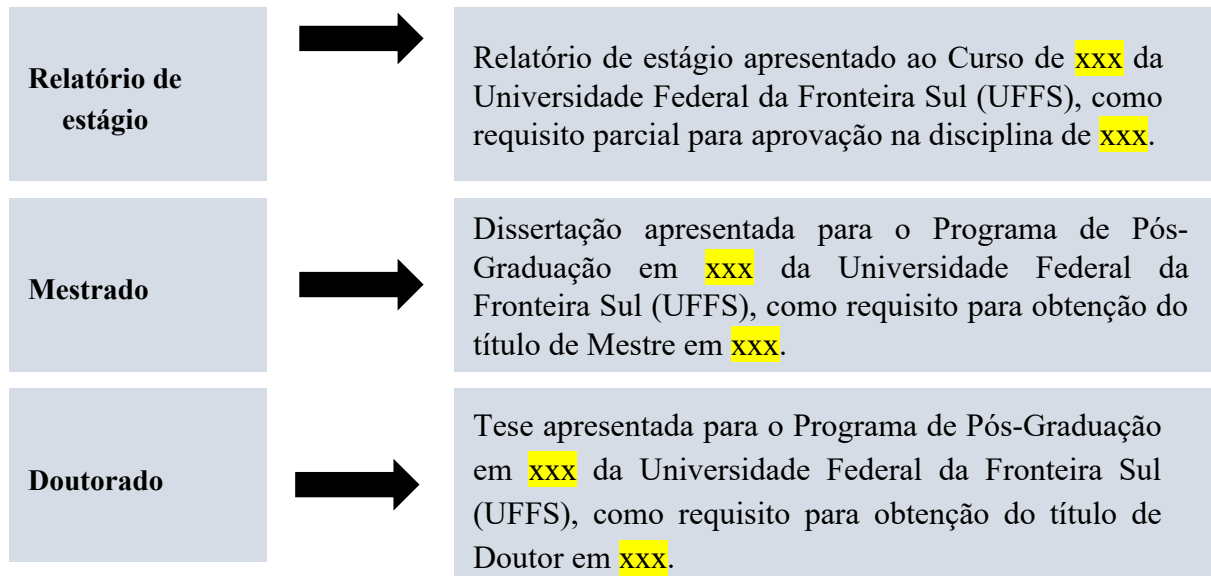 Relatório de
estágio
Relatório de estágio apresentado ao Curso de xxx da
Universidade Federal da Fronteira Sul (UFFS), como
requisito parcial para aprovação na disciplina de xxx.
Mestrado
Dissertação apresentada para o Programa de Pós-
Graduação em xxx da Universidade Federal da
Fronteira Sul (UFFS), como requisito para obtenção do
título de Mestre em xxx.
Doutorado
Tese apresentada para o Programa de Pós-Graduação
em xxx da Universidade Federal da Fronteira Sul
(UFFS), como requisito para obtenção do título de
Doutor em xxx.